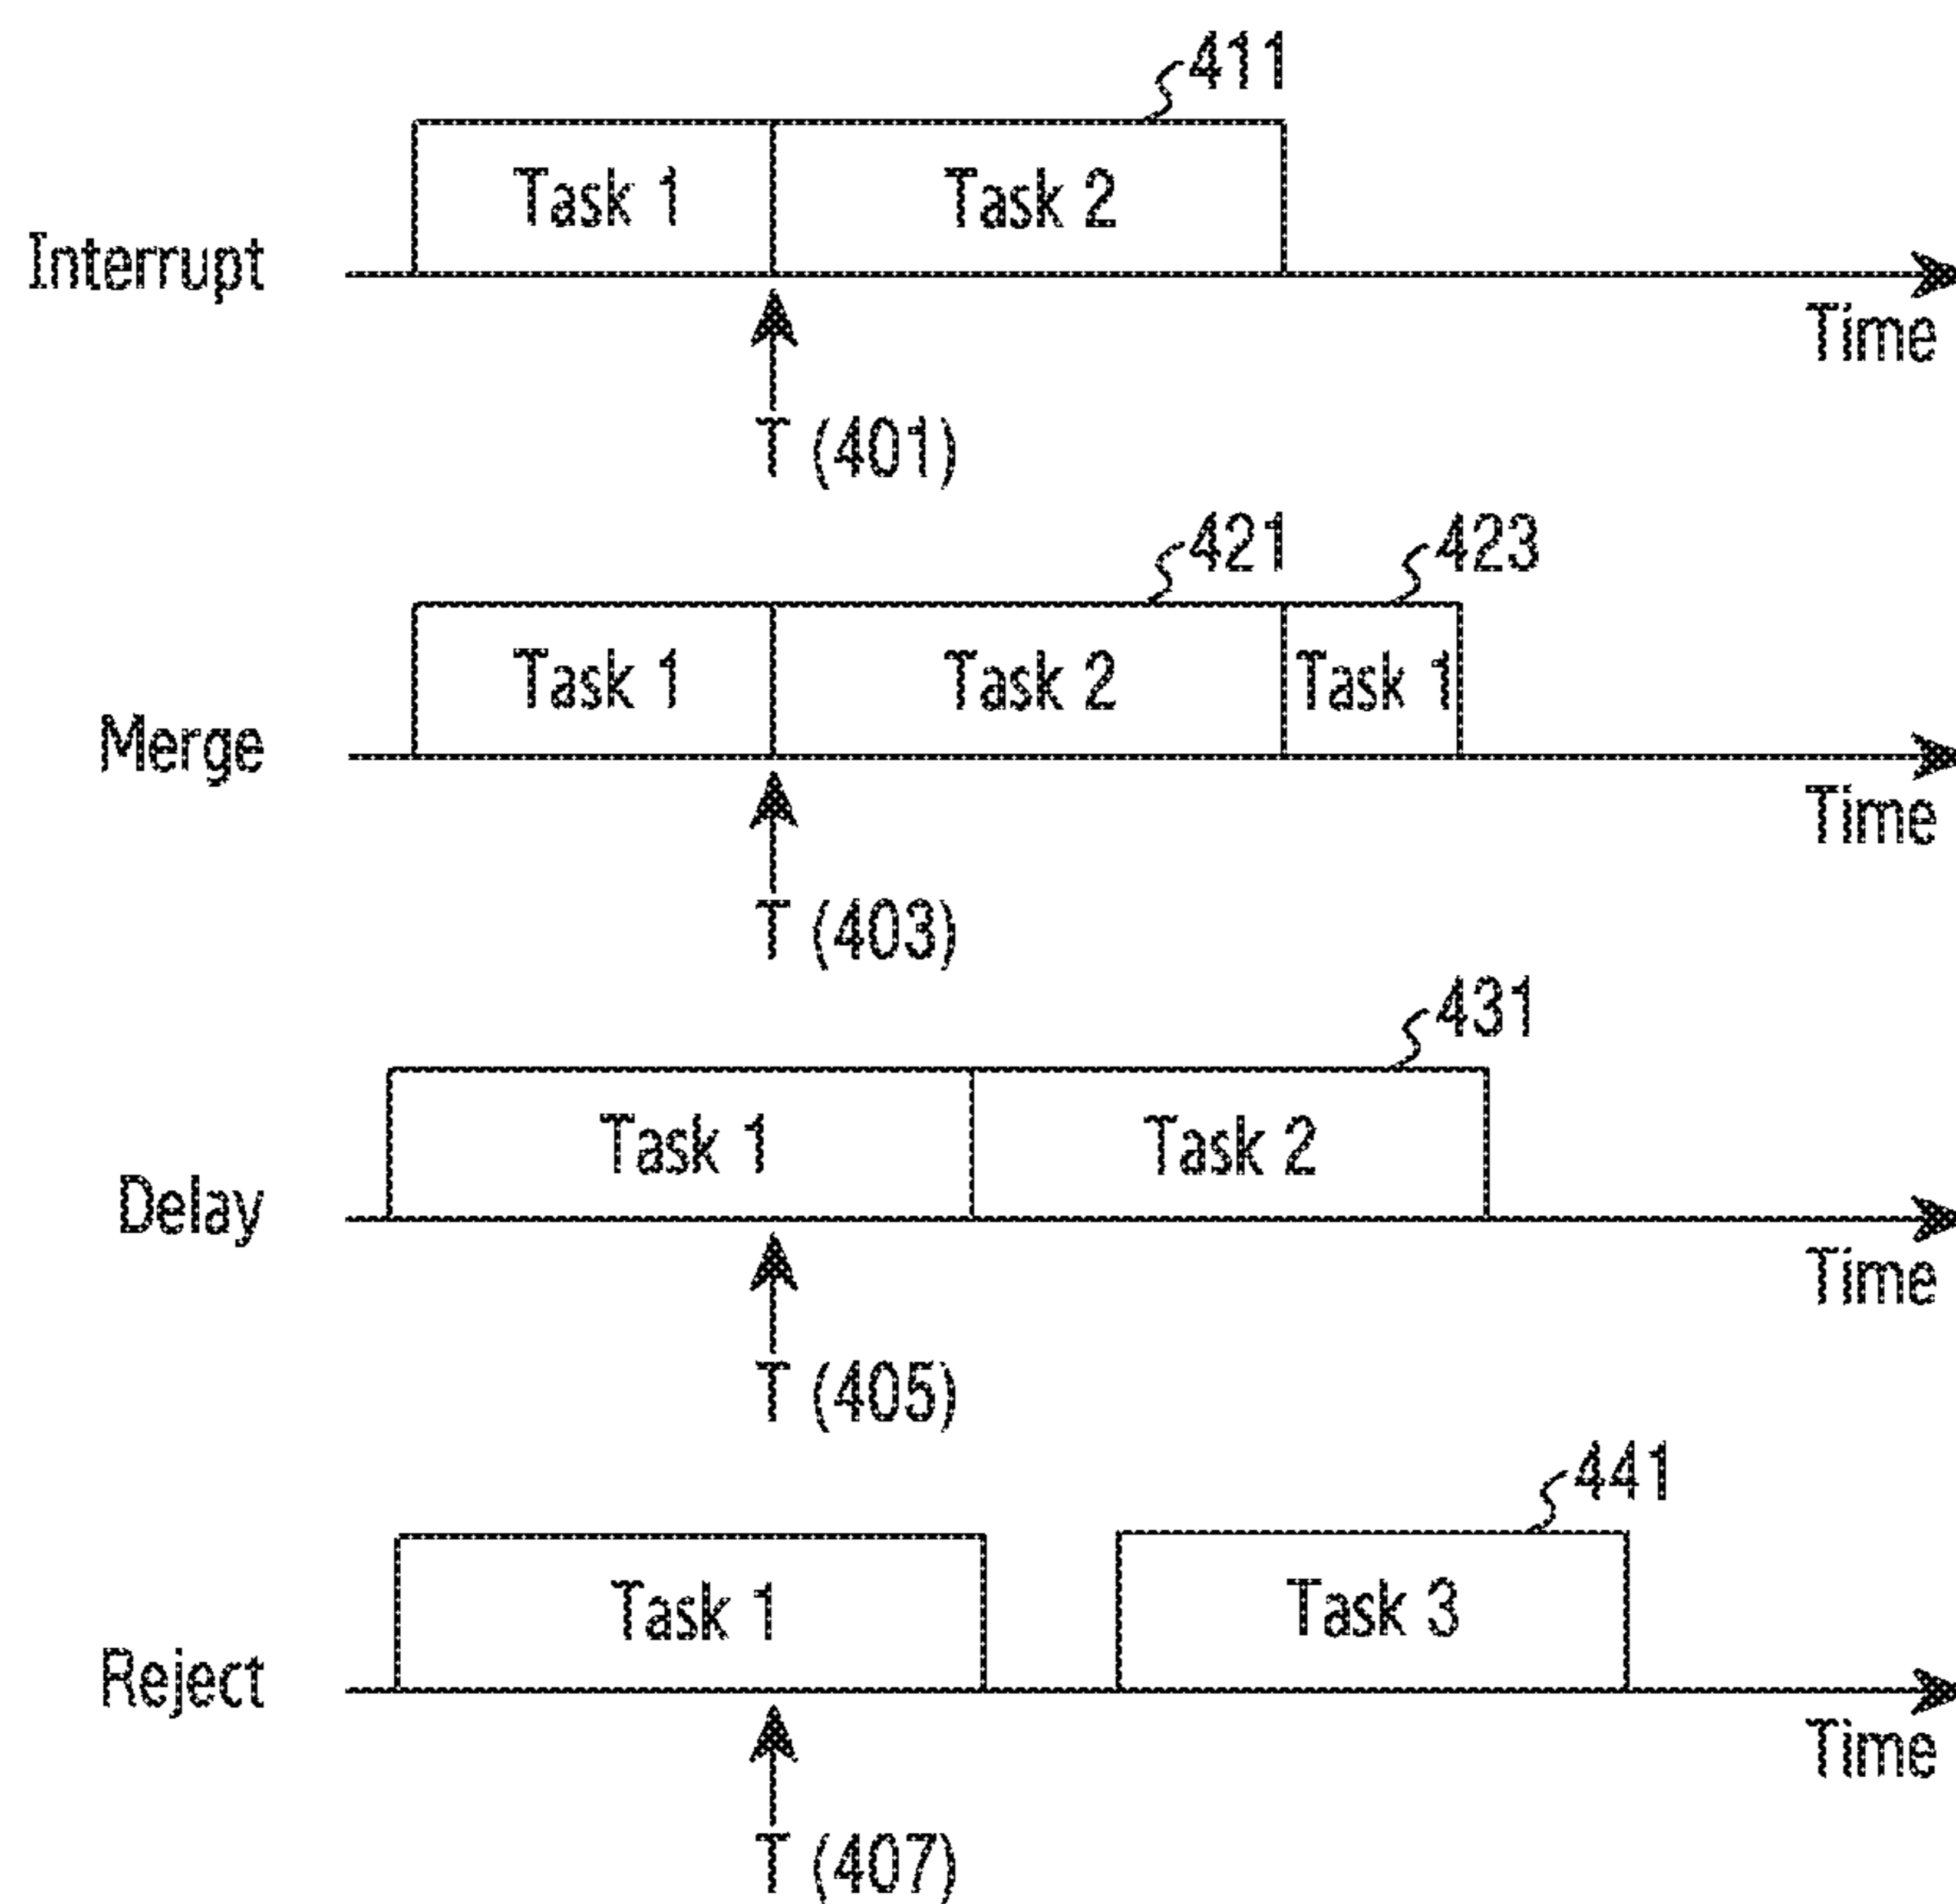 411
Task 1 Task 2
Interrupt
Time
T (401)
421 423
Task 1 Task 2 Task 1
Merge
Time
T (403)
431
Task 1 Task 2
Delay
Time
T (405)
441
Task 1 Task 3
Reject
Time
T (407)